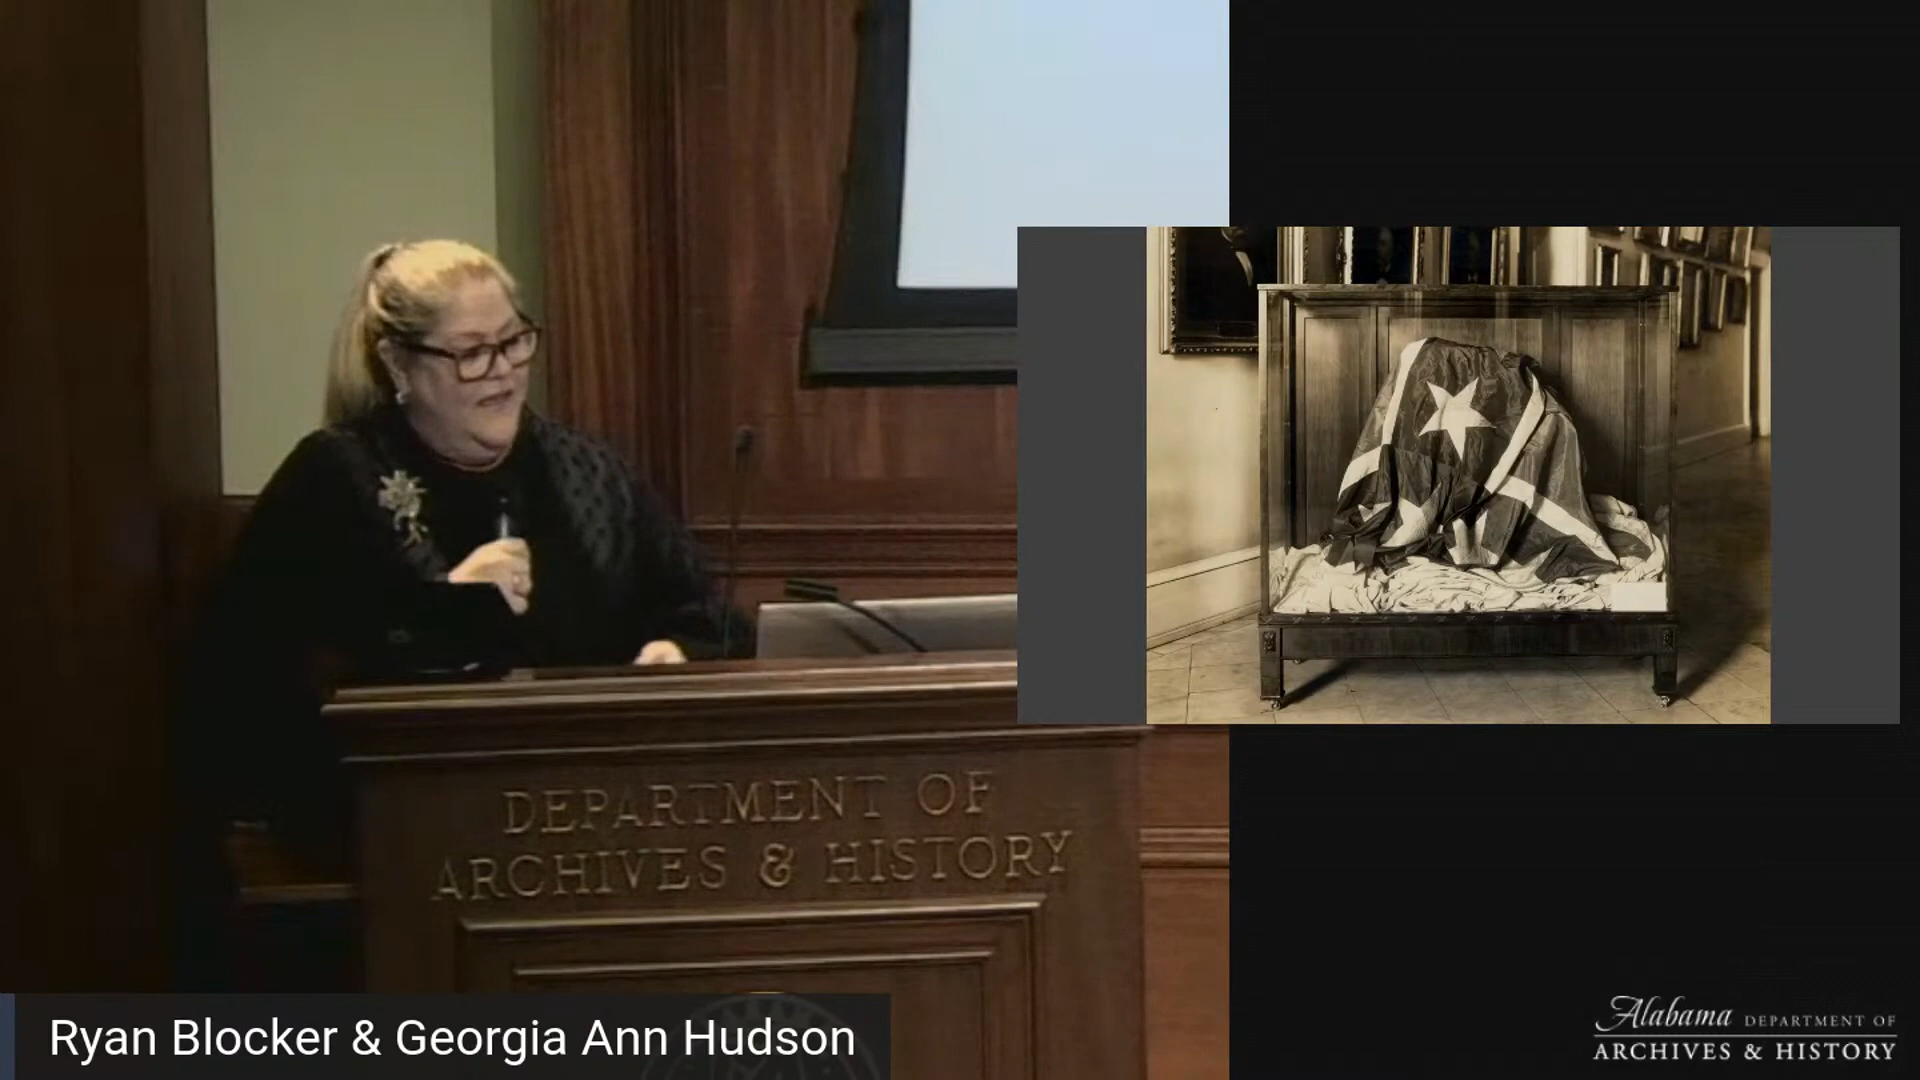 DEPARTMENT OF
ARCHIVES & HISTORY
Ryan Blocker & Georgia Ann Hudson
Alabama DEPARTMENT OF
ARCHIVES & HISTORY